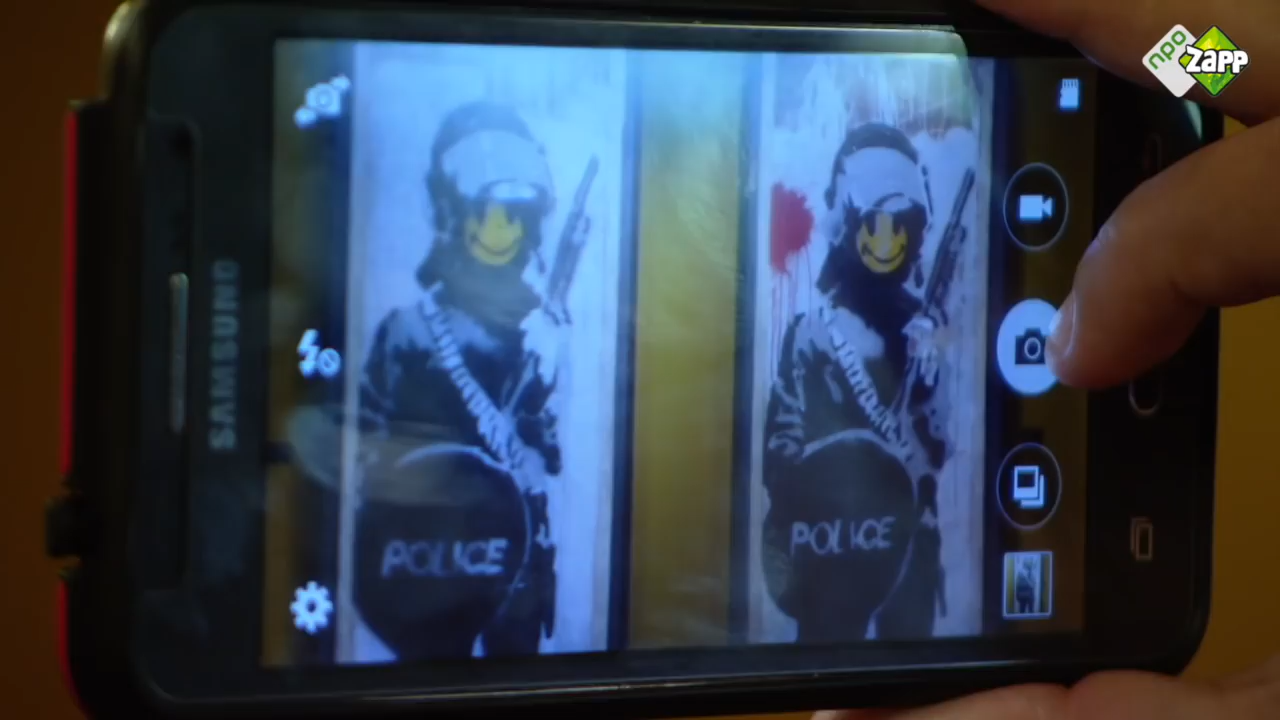 npo
Zapp
SAMSUNG
POLICE
POLICE